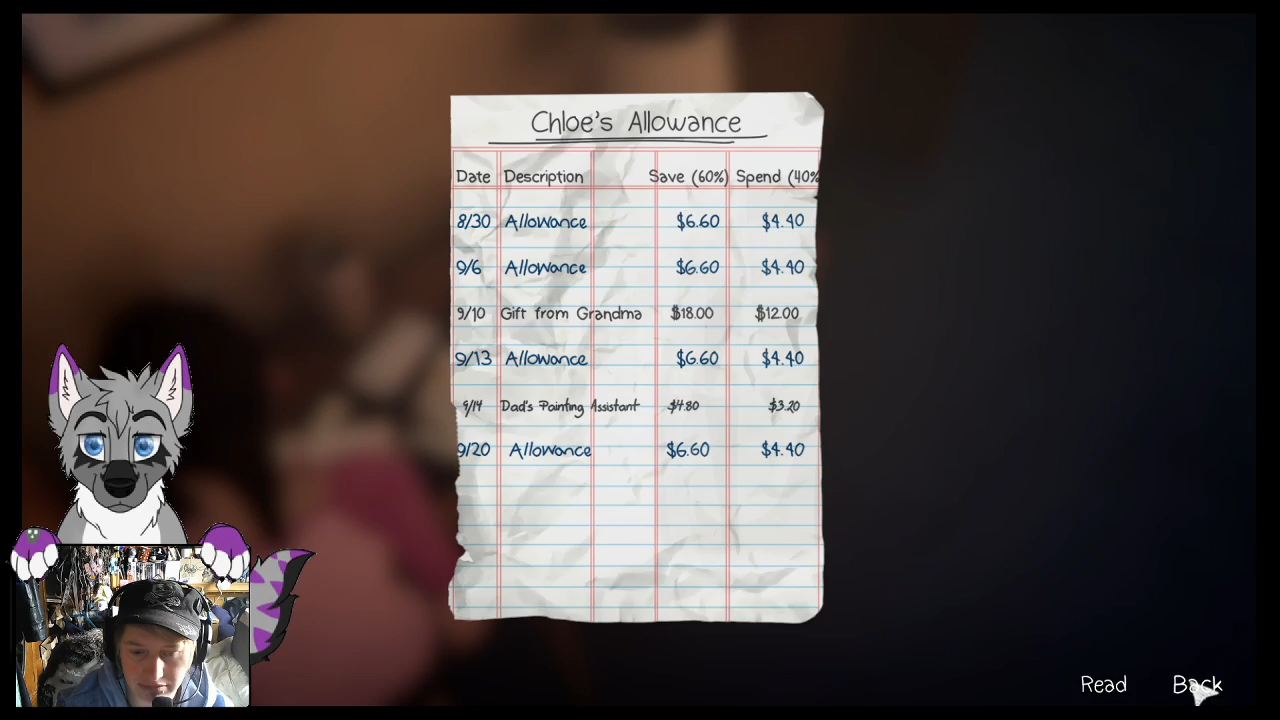 Chloe's Allowance
Date Description Save (60%) Spend (40%
8/30 Allowance $6.60 $4.40
9/6 Allowance $6.60 $4.40
9/10 Gift from Grandma $18.00 $12.00
9/13 Allowance $6.60 $4.40
9/14 Dad's Painting Assistant $4.80 $3.20
9/20 Allowance $6.60 $4.40
Read Back